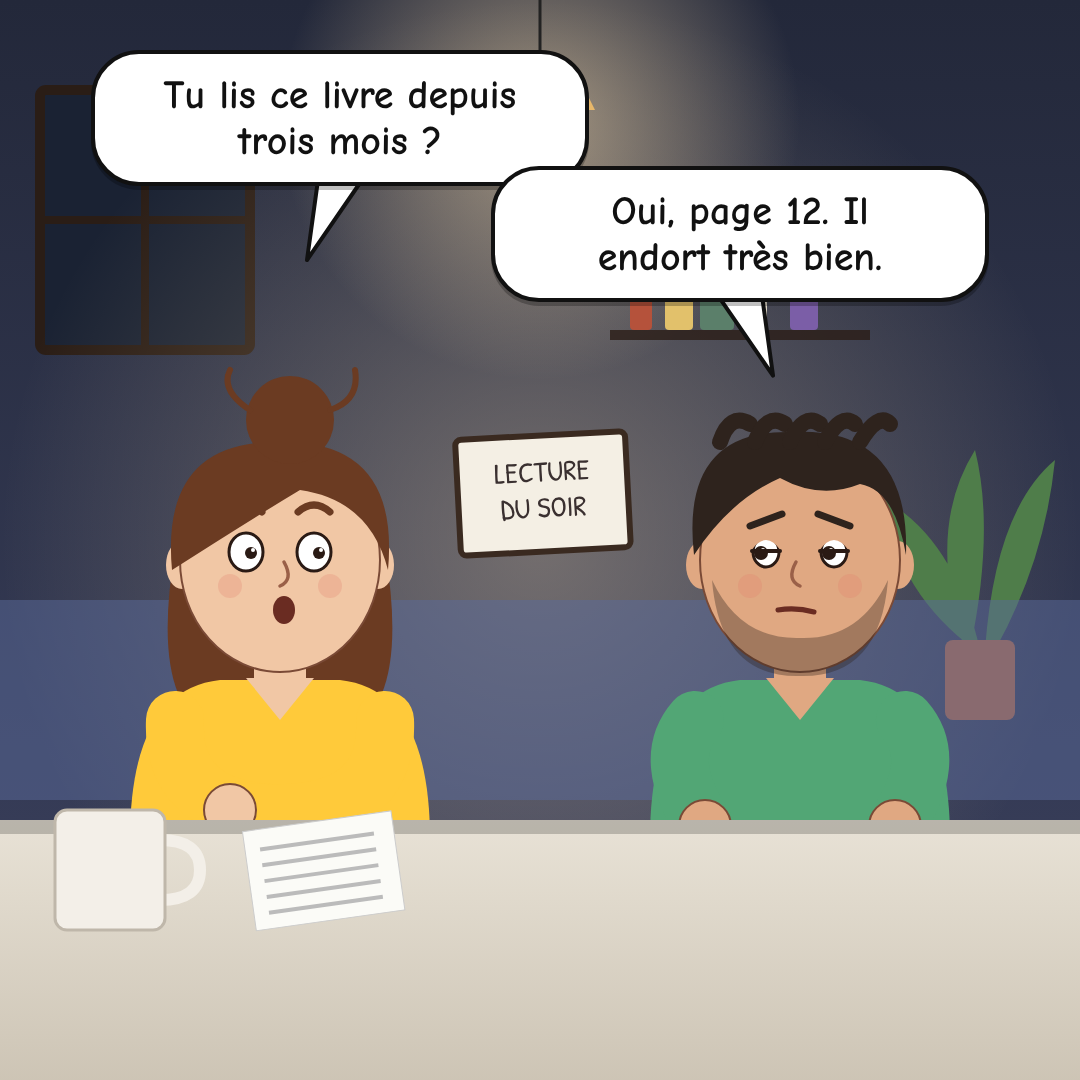 Tu lis ce livre depuis
trois mois ?
Oui, page 12. Il
endort très bien.
LECTURE
DU SOIR